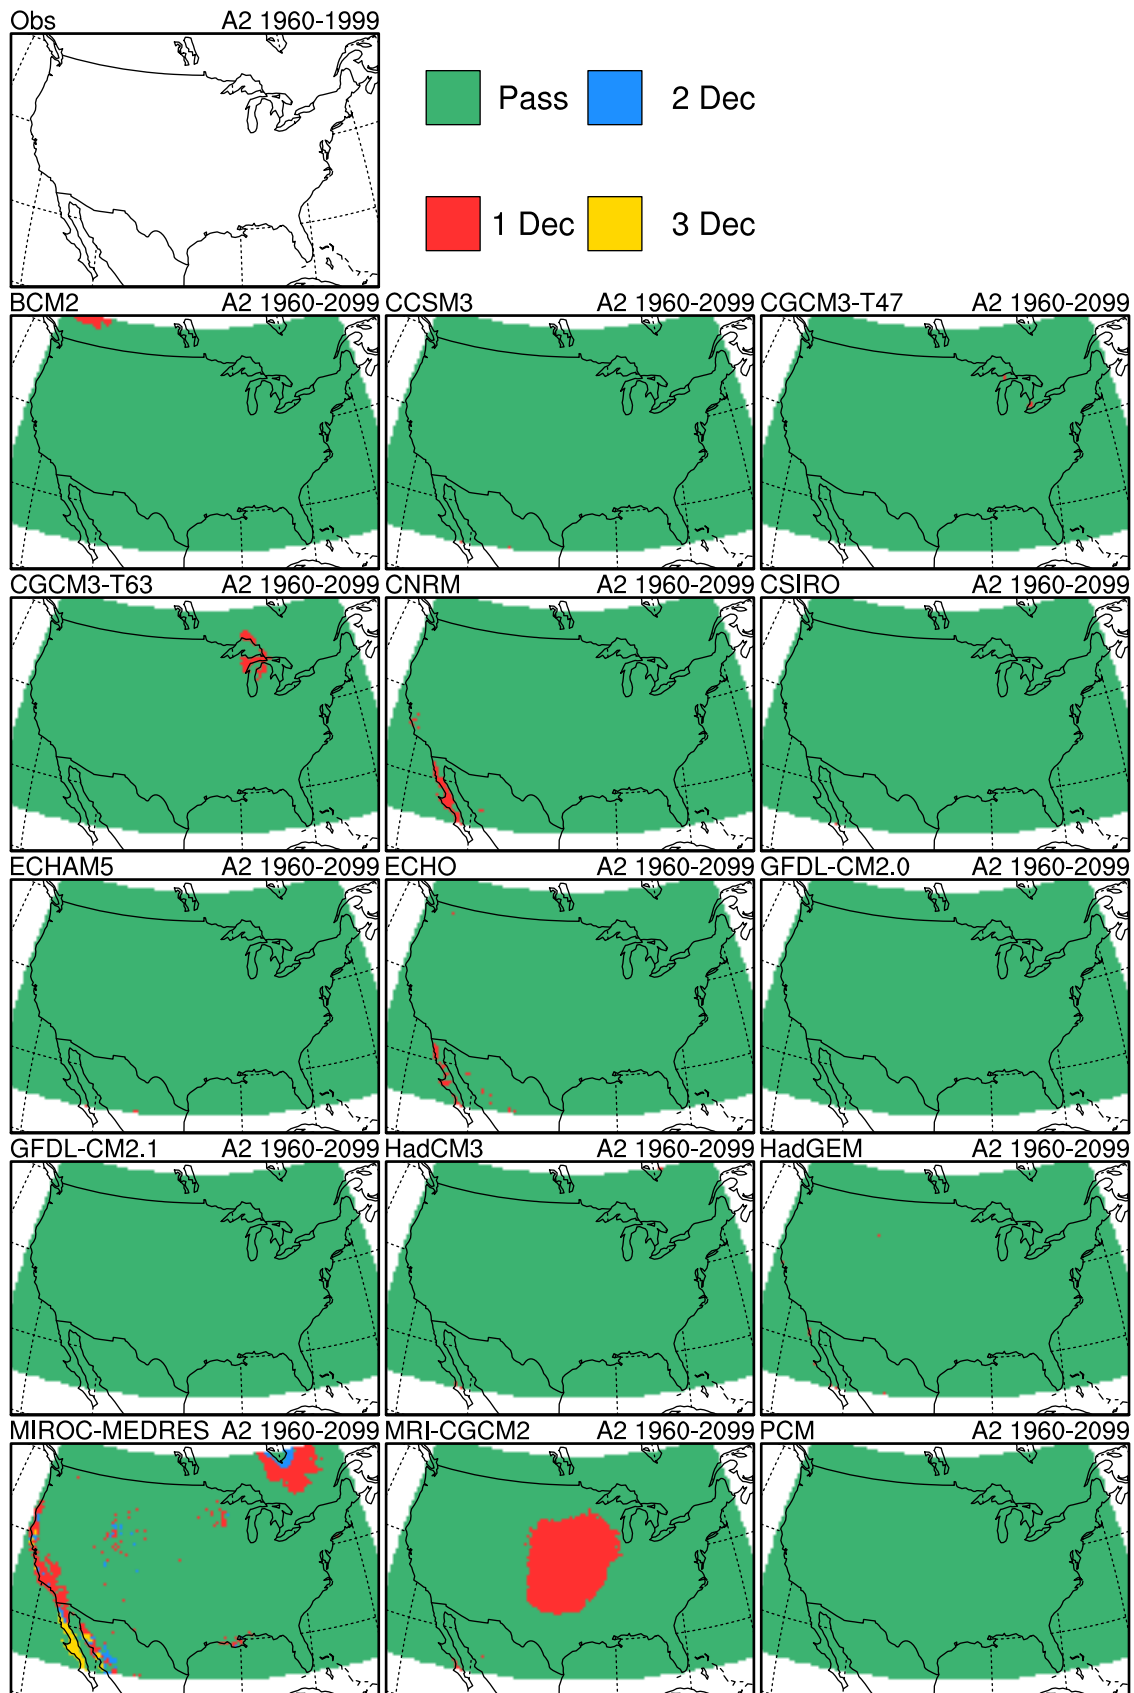 Obs A2 1960-1999
Pass 2 Dec
1 Dec 3 Dec
BCM2 A2 1960-2099 CCSM3 A2 1960-2099 CGCM3-T47 A2 1960-2099
CGCM3-T63 A2 1960-2099 CNRM A2 1960-2099 CSIRO A2 1960-2099
ECHAM5 A2 1960-2099 ECHO A2 1960-2099 GFDL-CM2.0 A2 1960-2099
GFDL-CM2.1 A2 1960-2099 HadCM3 A2 1960-2099 HadGEM A2 1960-2099
MIROC-MEDRES A2 1960-2099 MRI-CGCM2 A2 1960-2099 PCM A2 1960-2099